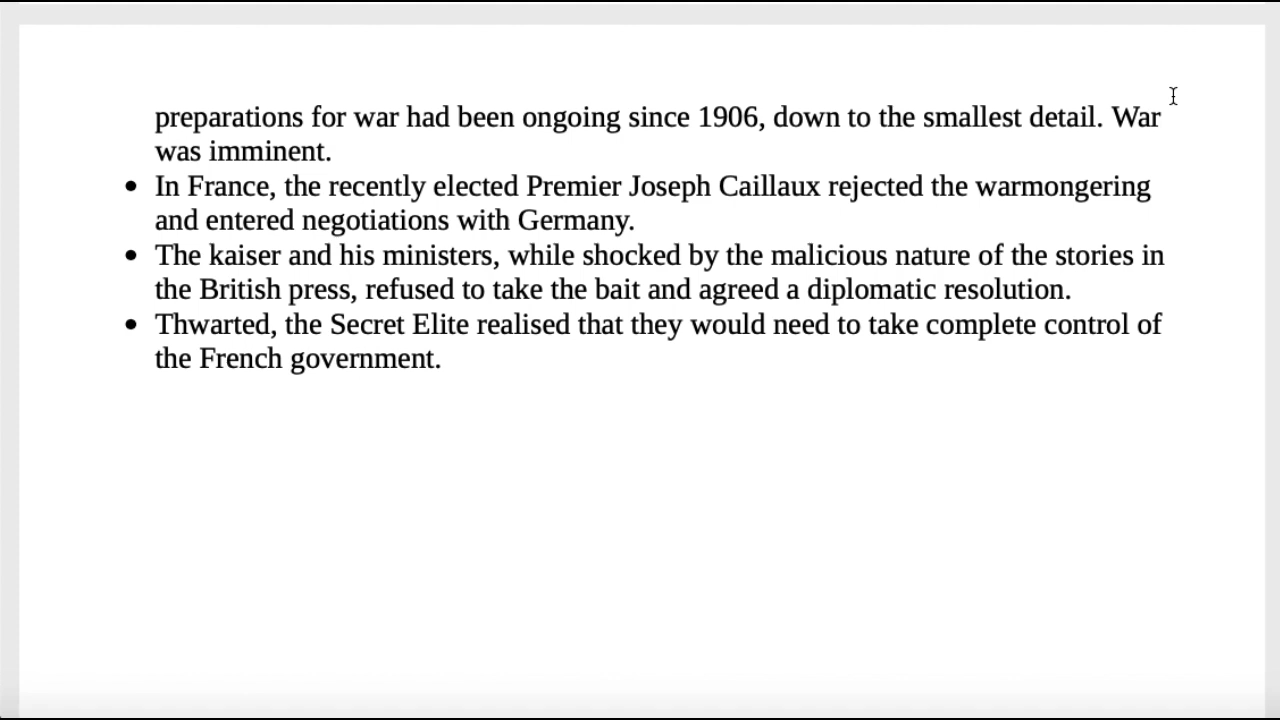 preparations for war had been ongoing since 1906, down to the smallest detail. War
was imminent.
• In France, the recently elected Premier Joseph Caillaux rejected the warmongering
and entered negotiations with Germany.
• The kaiser and his ministers, while shocked by the malicious nature of the stories in
the British press, refused to take the bait and agreed a diplomatic resolution.
• Thwarted, the Secret Elite realised that they would need to take complete control of
the French government.